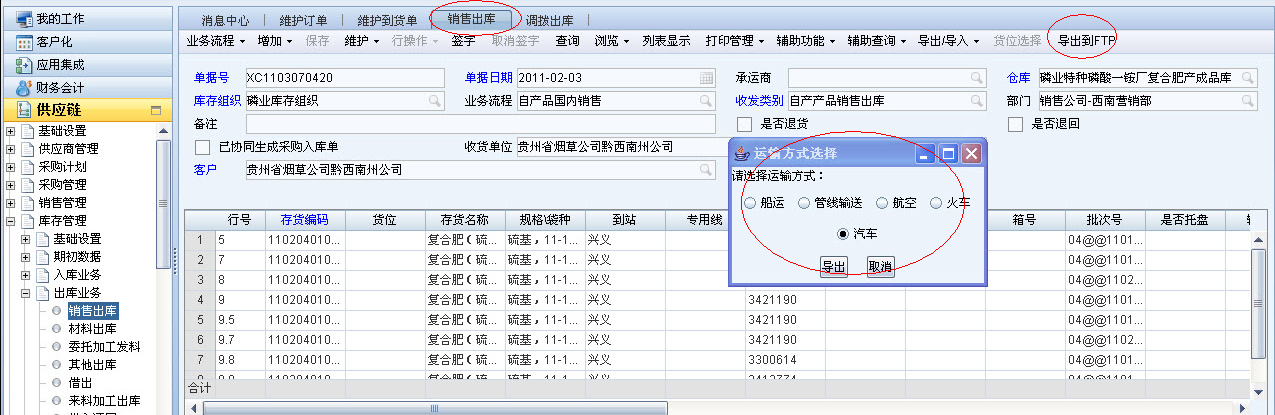 我的工作
客户化
应用集成
财务会计
供应链
基础设置
供应商管理
采购计划
采购管理
销售管理
库存管理
基础设置
期初数据
入库业务
出库业务
销售出库
材料出库
委托加工发料
其他出库
借出
来料加工出库
消息中心 维护订单 维护到货单 销售出库 调拨出库
业务流程 增加 保存 维护 行操作 签字 取消签字 查询 浏览 列表显示 打印管理 辅助功能 辅助查询 导出/导入 货位选择 导出到FTP
单据号 XC1103070420 单据日期 2011-02-03 承运商 仓库 磷业特种磷酸一铵厂复合肥产成品库
库存组织 磷业库存组织 业务流程 自产品国内销售 收发类别 自产产品销售出库 部门 销售公司-西南营销部
备注 是否退货 是否退回
已协同生成采购入库单 收货单位 贵州省烟草公司黔西南州公司
客户 贵州省烟草公司黔西南州公司
运输方式选择
请选择运输方式：
船运 管线输送 航空 火车
汽车
导出 取消
行号 存货编码 货位 存货名称 规格\袋种 到站 专用线 箱号 批次号 是否托盘
1 5 110204010... 复合肥（硫... 硫基，11-1... 兴义 04@@1101...
2 7 110204010... 复合肥（硫... 硫基，11-1... 兴义 04@@1101...
3 8 110204010... 复合肥（硫... 硫基，11-1... 兴义 04@@1102...
4 9 110204010... 复合肥（硫... 硫基，11-1... 兴义 3421190 04@@1101...
5 9.5 110204010... 复合肥（硫... 硫基，11-1... 兴义 3421190 04@@1101...
6 9.7 110204010... 复合肥（硫... 硫基，11-1... 兴义 3421190 04@@1102...
7 9.8 110204010... 复合肥（硫... 硫基，11-1... 兴义 3300614 04@@1101...
合计